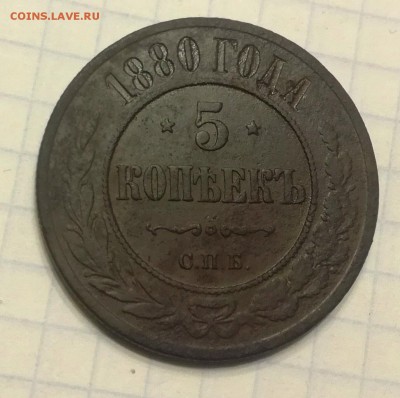 COINS.LAVE.RU
1880 ГОДА
5
КОПѢЕКЪ
С.П.Б.